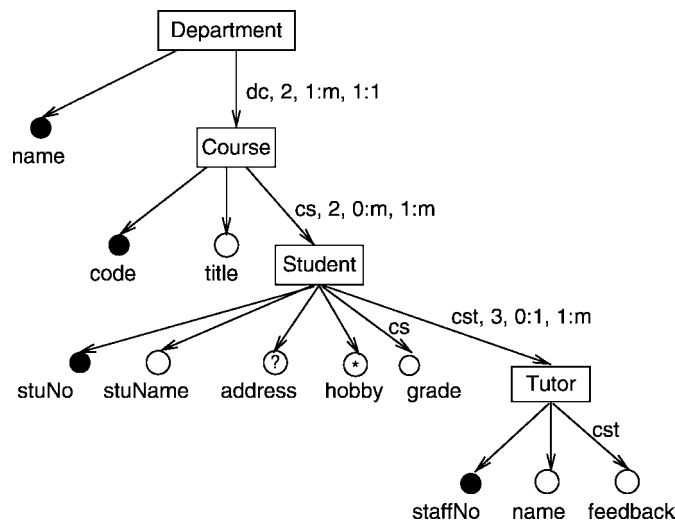 Department
dc, 2, 1:m, 1:1
name
Course
cs, 2, 0:m, 1:m
code
title
Student
cst, 3, 0:1, 1:m
cs
?
*
stuNo
stuName
address
hobby
grade
Tutor
cst
staffNo
name
feedback